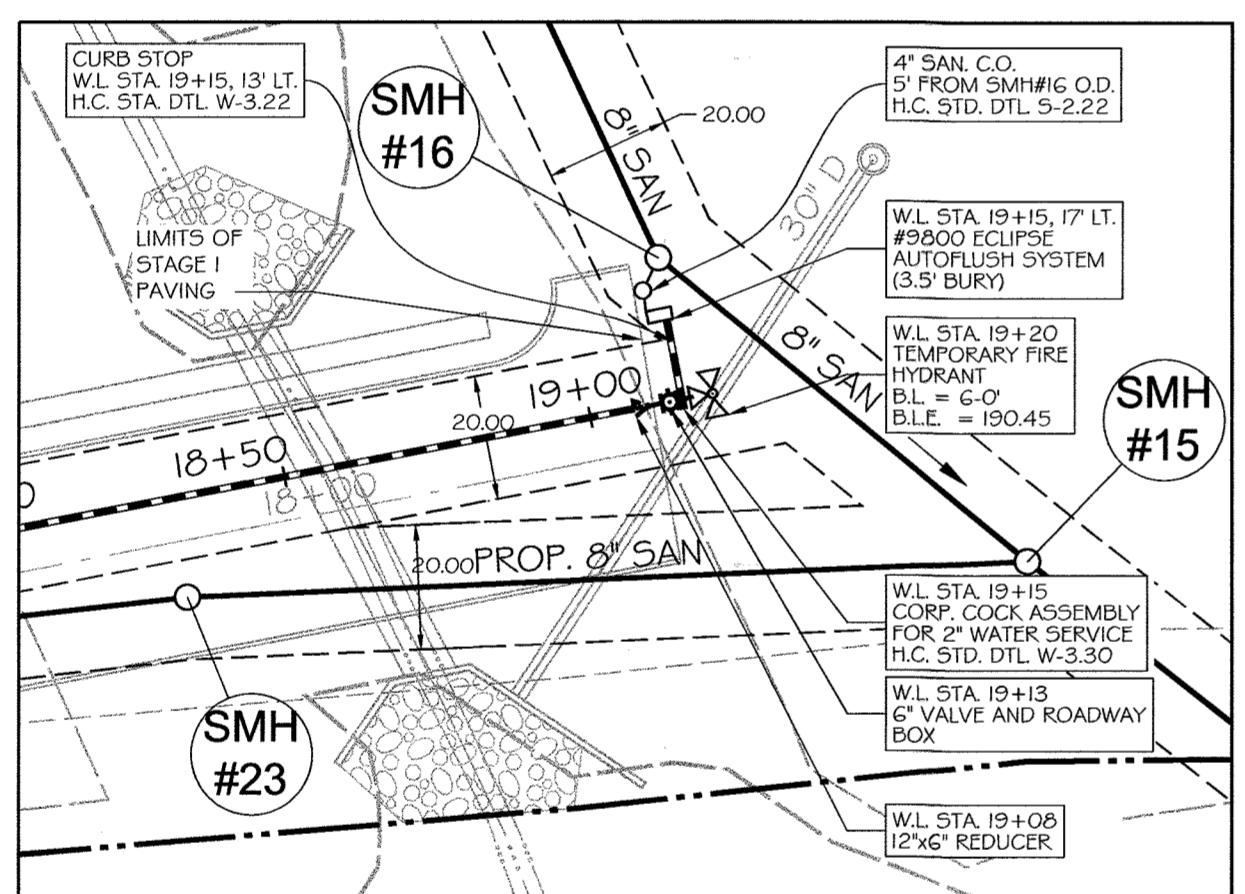 CURB STOP
W.L. STA. 19+15, 13' LT.
H.C. STA. DTL. W-3.22
SMH
#16
8" SAN
20.00
4" SAN. C.O.
5' FROM SMH#16 O.D.
H.C. STD. DTL. S-2.22
30" D
LIMITS OF
STAGE I
PAVING
W.L. STA. 19+15, 17' LT.
#9800 ECLIPSE
AUTOFLUSH SYSTEM
(3.5' BURY)
8" SAN
W.L. STA. 19+20
TEMPORARY FIRE
HYDRANT
B.L. = 6-0'
B.L.E. = 190.45
SMH
#15
19+00
20.00
18+50
18+00
0
20.00
PROP. 8" SAN
W.L. STA. 19+15
CORP. COCK ASSEMBLY
FOR 2" WATER SERVICE
H.C. STD. DTL. W-3.30
W.L. STA. 19+13
6" VALVE AND ROADWAY
BOX
SMH
#23
W.L. STA. 19+08
12"x6" REDUCER